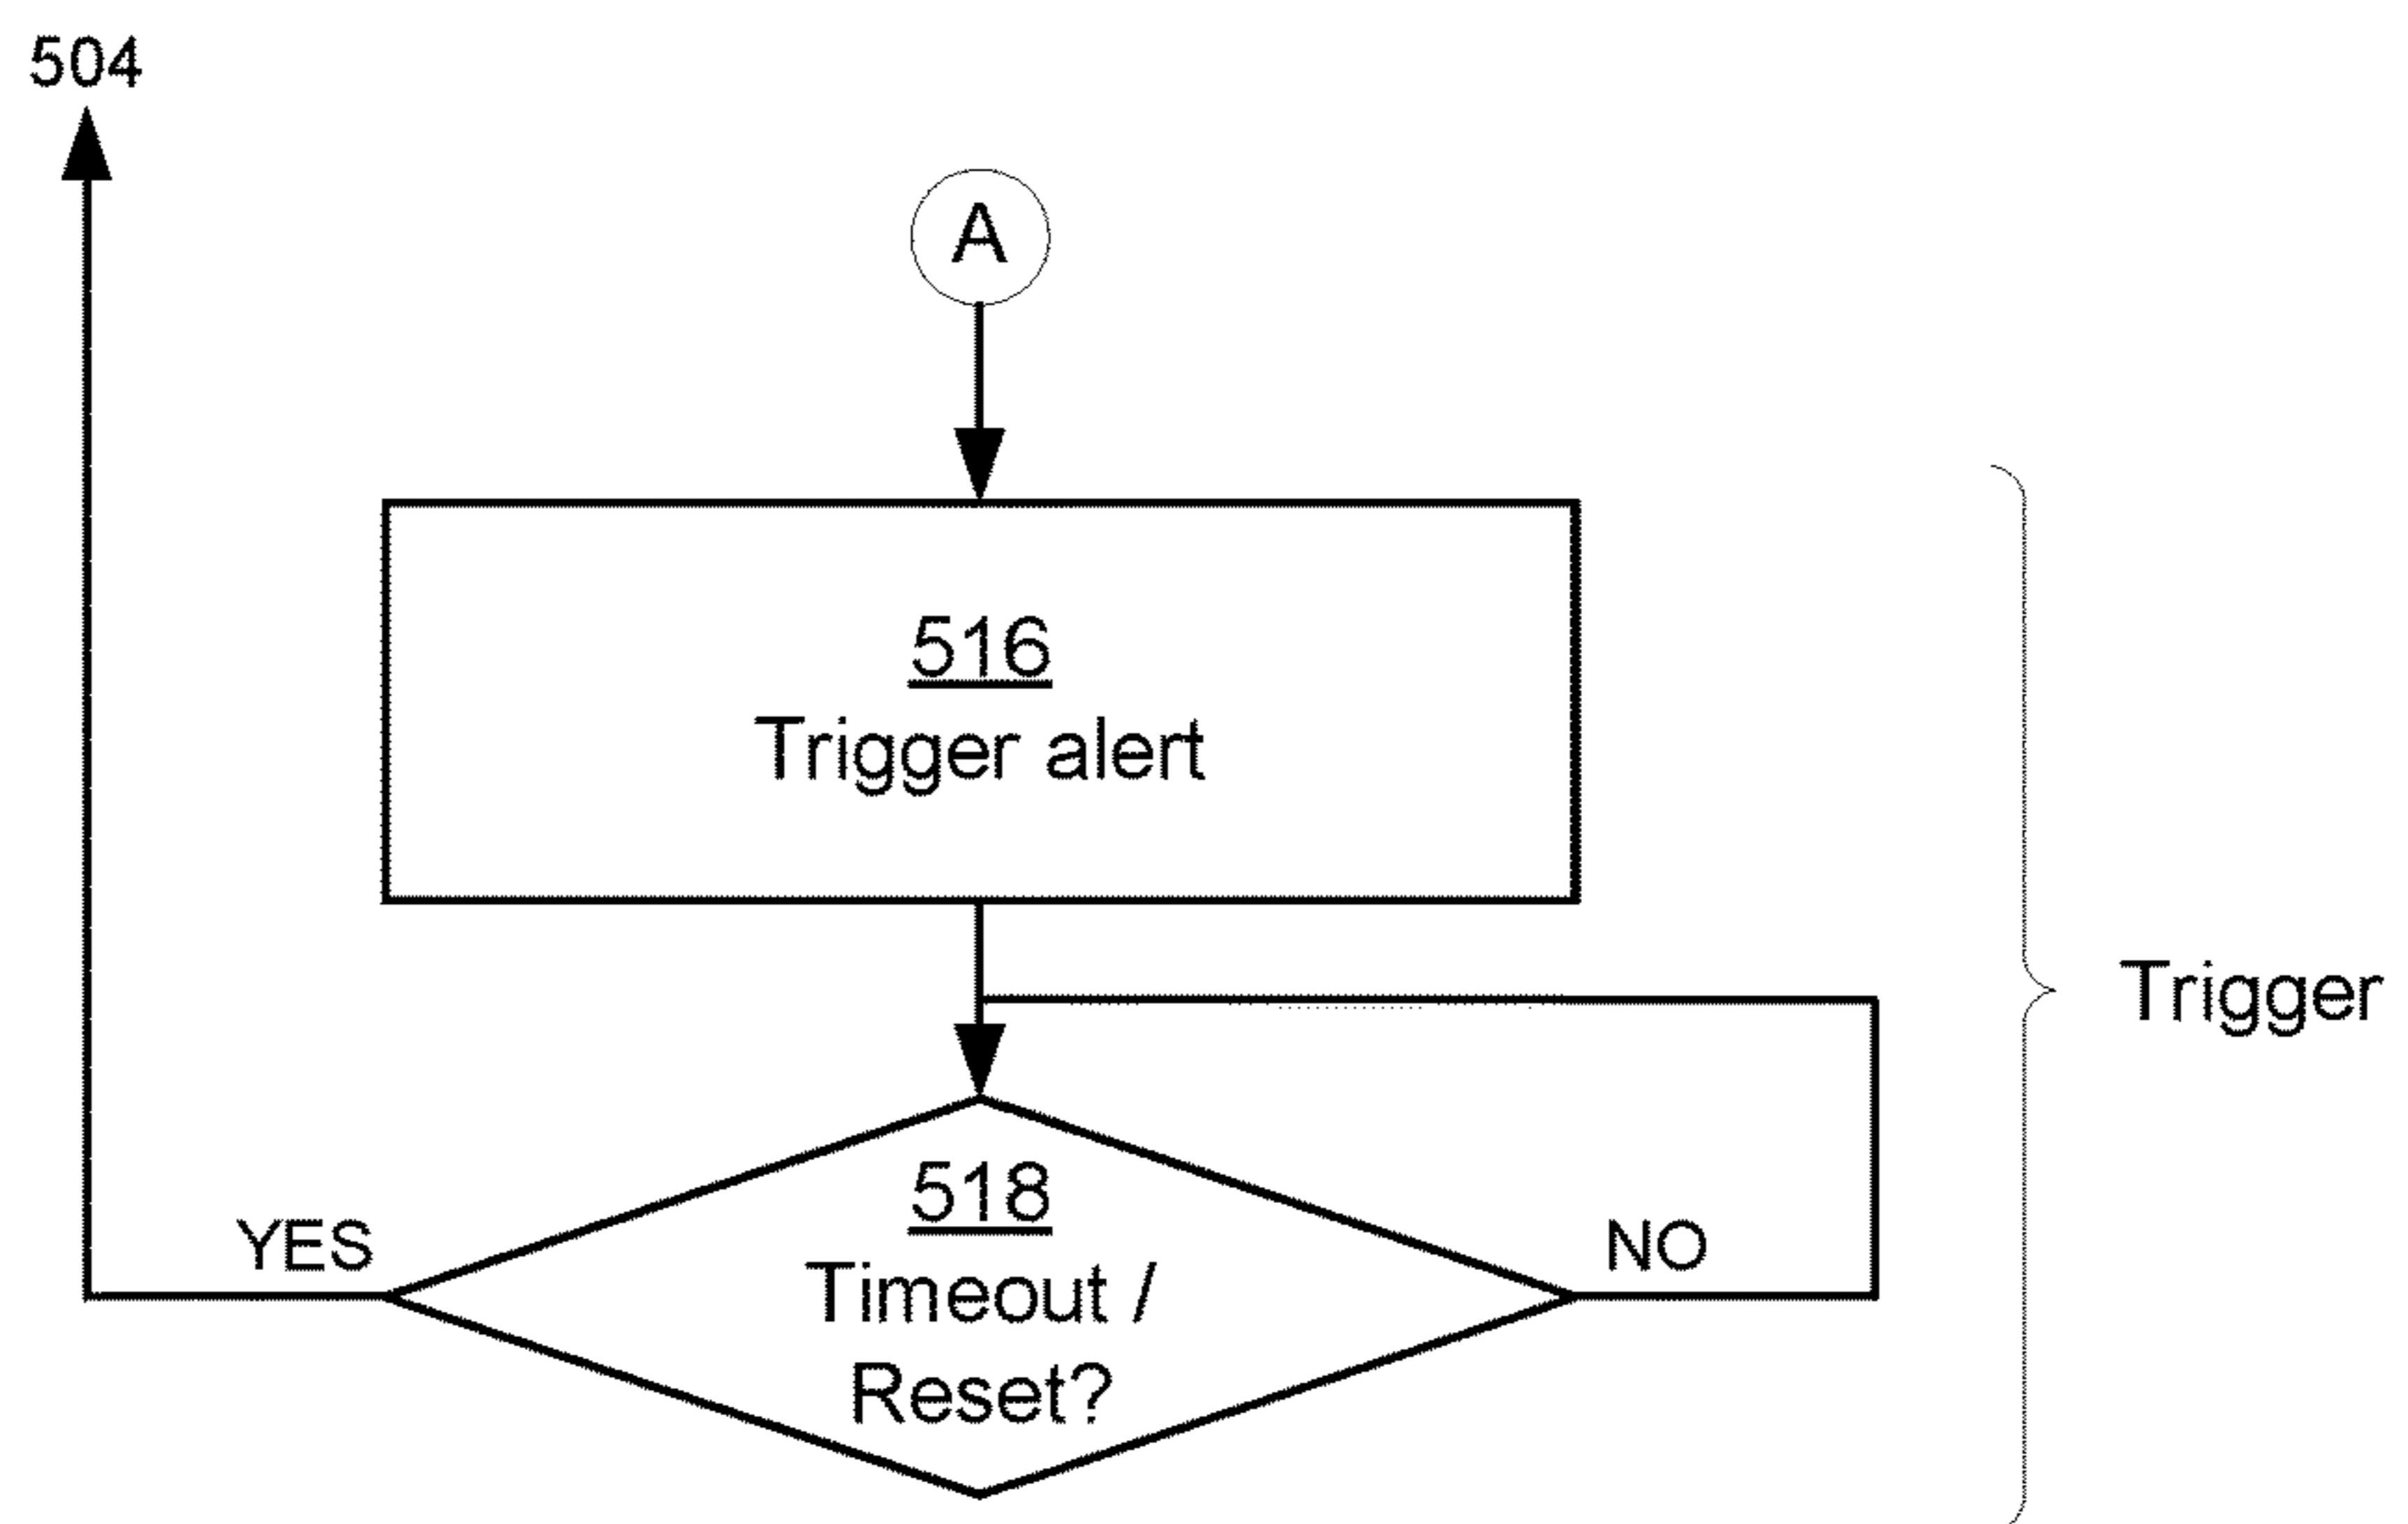 504
A
516
Trigger alert
Trigger
518
YES
NO
Timeout /
Reset?